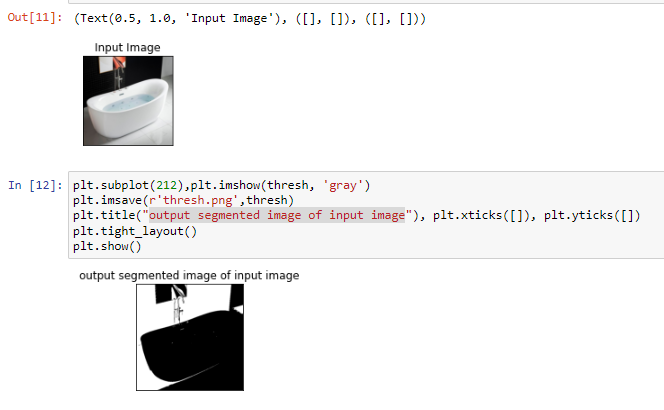 Out[11]: (Text(0.5, 1.0, 'Input Image'), ([], []), ([], []))
Input Image
In [12]: plt.subplot(212),plt.imshow(thresh, 'gray')
plt.imsave(r'thresh.png',thresh)
plt.title("output segmented image of input image"), plt.xticks([]), plt.yticks([])
plt.tight_layout()
plt.show()
output segmented image of input image